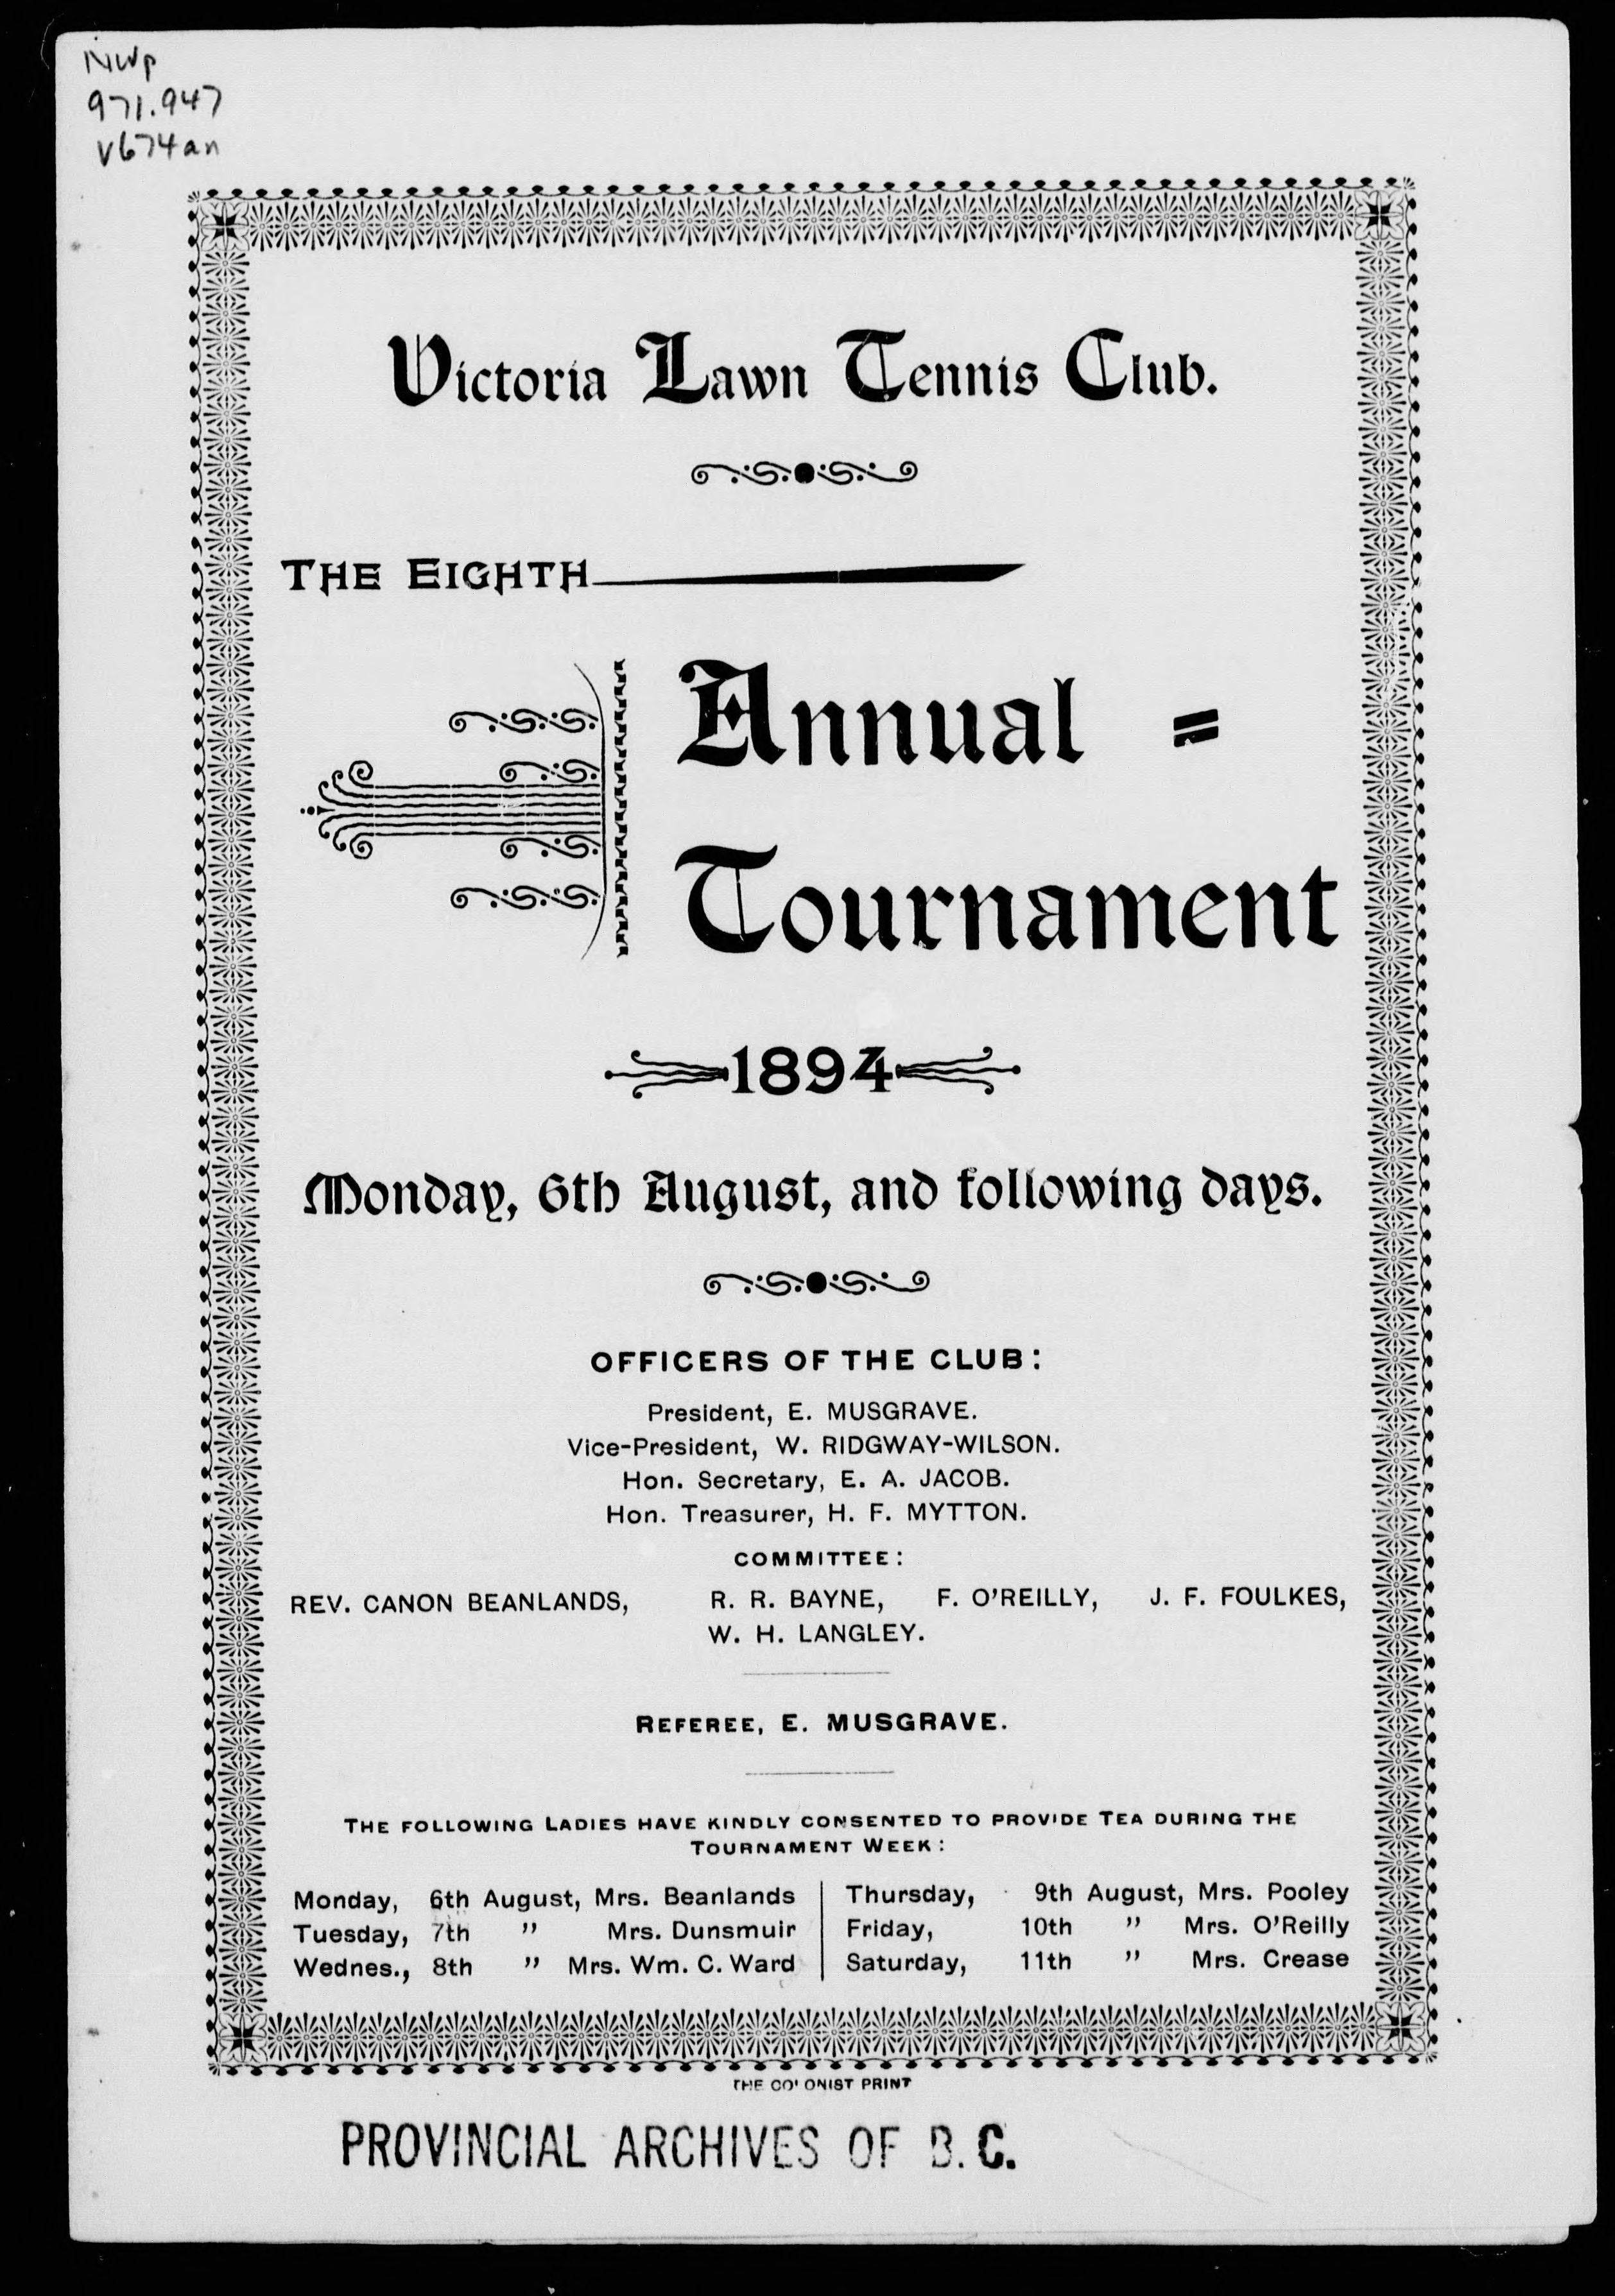 NWp
971.947
V674an
Victoria Lawn Tennis Club.
THE EIGHTH
Annual =
Tournament
1894
Monday, 6th August, and following days.
OFFICERS OF THE CLUB:
President, E. MUSGRAVE.
Vice-President, W. RIDGWAY-WILSON.
Hon. Secretary, E. A. JACOB.
Hon. Treasurer, H. F. MYTTON.
COMMITTEE:
REV. CANON BEANLANDS, R. R. BAYNE, F. O'REILLY, J. F. FOULKES,
W. H. LANGLEY.
REFEREE, E. MUSGRAVE.
THE FOLLOWING LADIES HAVE KINDLY CONSENTED TO PROVIDE TEA DURING THE
TOURNAMENT WEEK:
Monday, 6th August, Mrs. Beanlands
Tuesday, 7th " Mrs. Dunsmuir
Wednes., 8th " Mrs. Wm. C. Ward
Thursday, 9th August, Mrs. Pooley
Friday, 10th " Mrs. O'Reilly
Saturday, 11th " Mrs. Crease
THE COLONIST PRINT
PROVINCIAL ARCHIVES OF B. C.